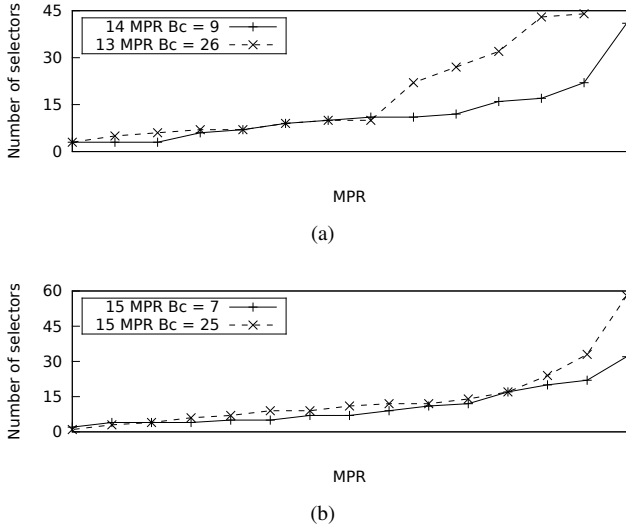 Number of selectors
45
30
15
0
14 MPR Bc = 9
13 MPR Bc = 26
MPR
(a)
Number of selectors
60
45
30
15
0
15 MPR Bc = 7
15 MPR Bc = 25
MPR
(b)